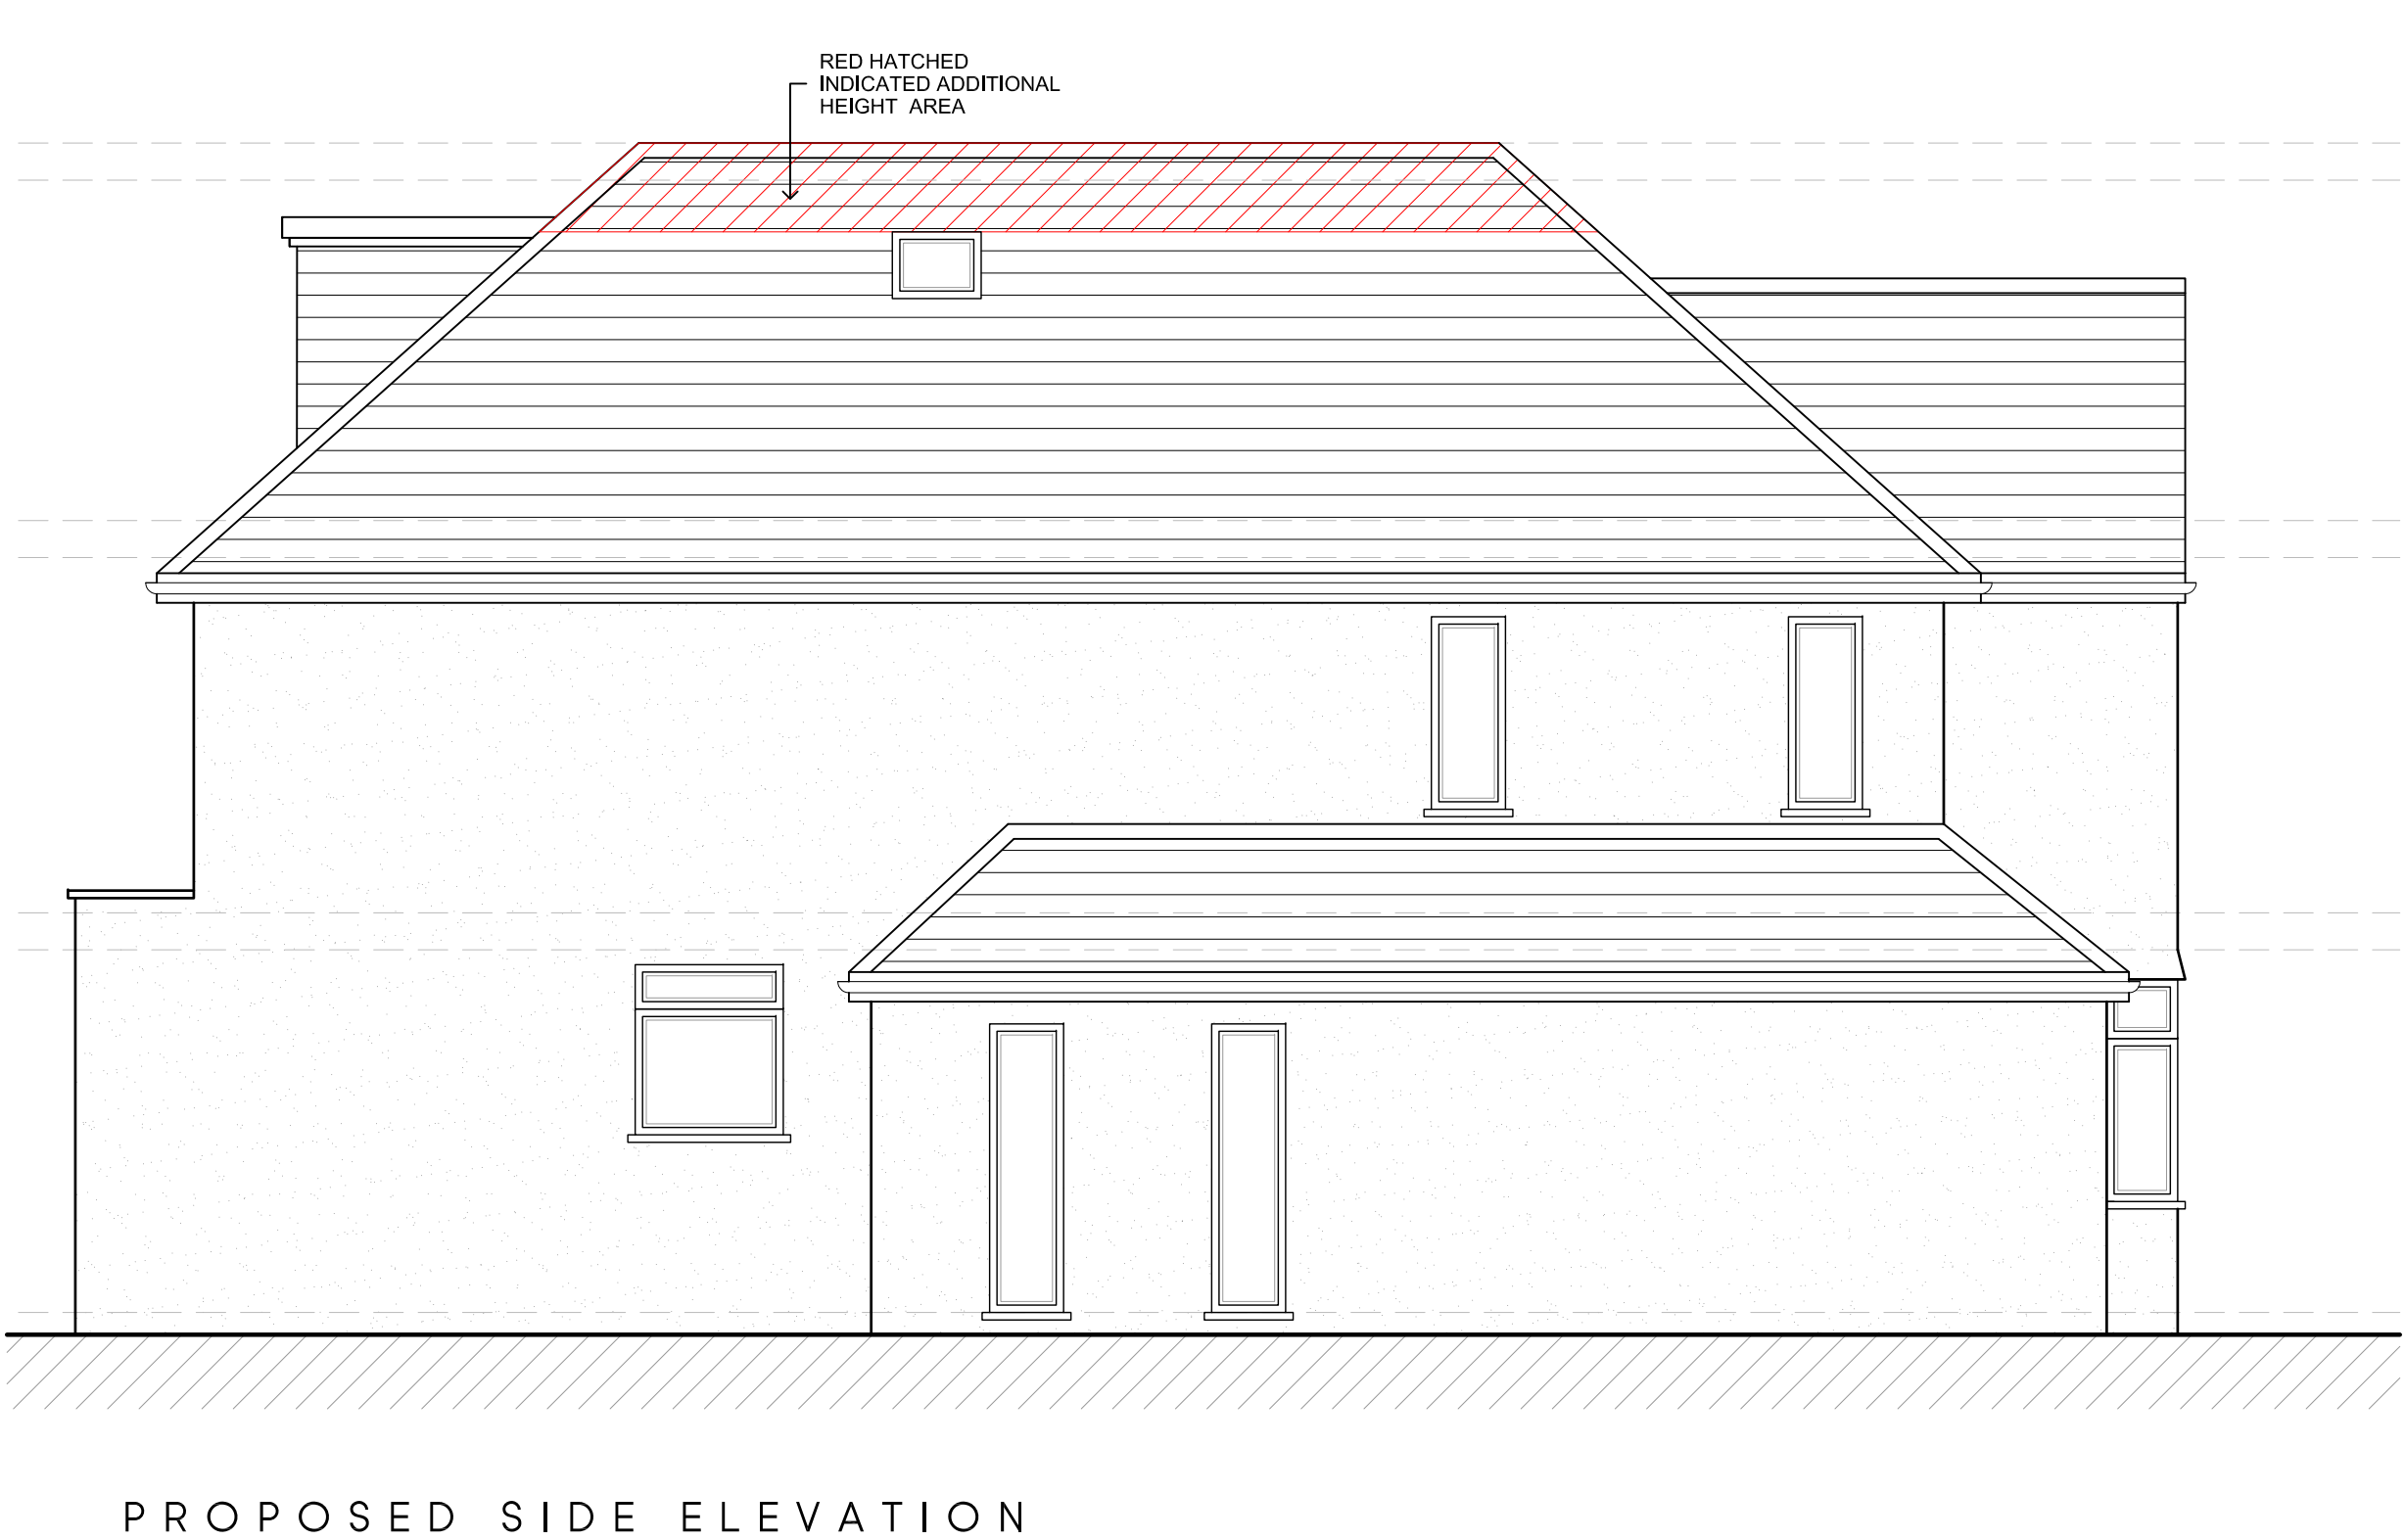 RED HATCHED
INDICATED ADDITIONAL
HEIGHT AREA
PROPOSED SIDE ELEVATION